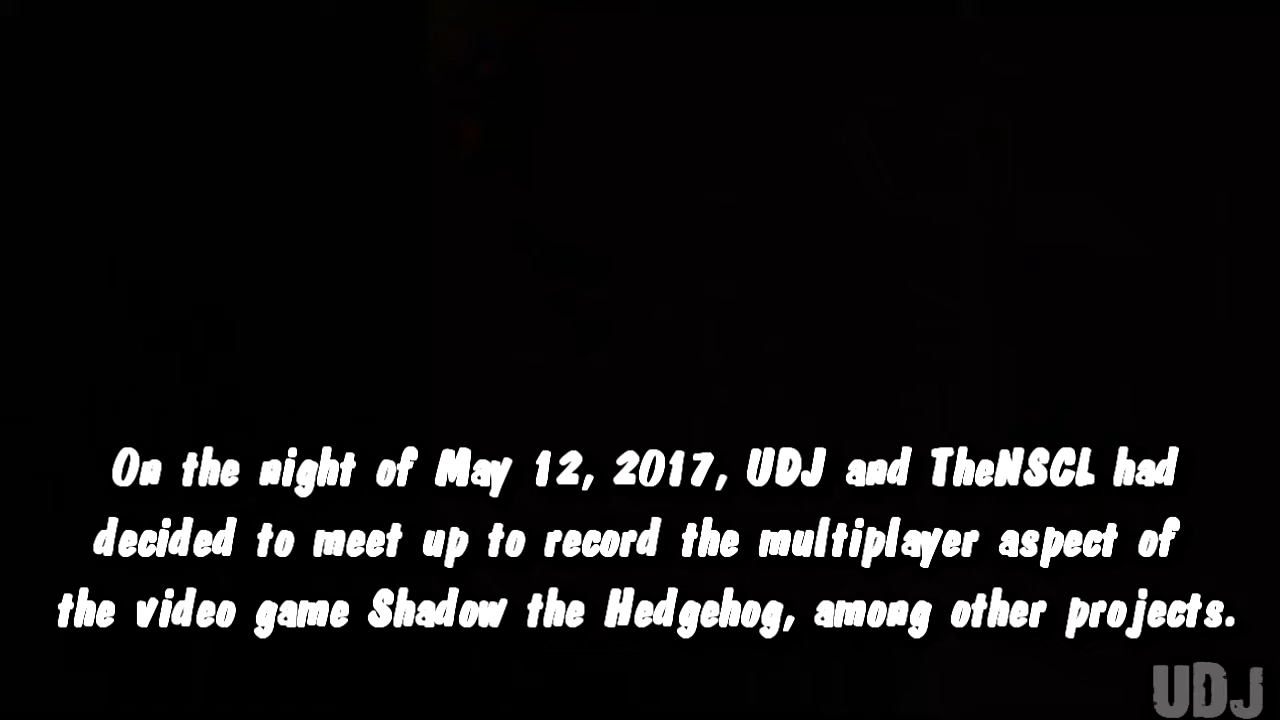 On the night of May 12, 2017, UDJ and TheNSCL had
decided to meet up to record the multiplayer aspect of
the video game Shadow the Hedgehog, among other projects.
UDJ